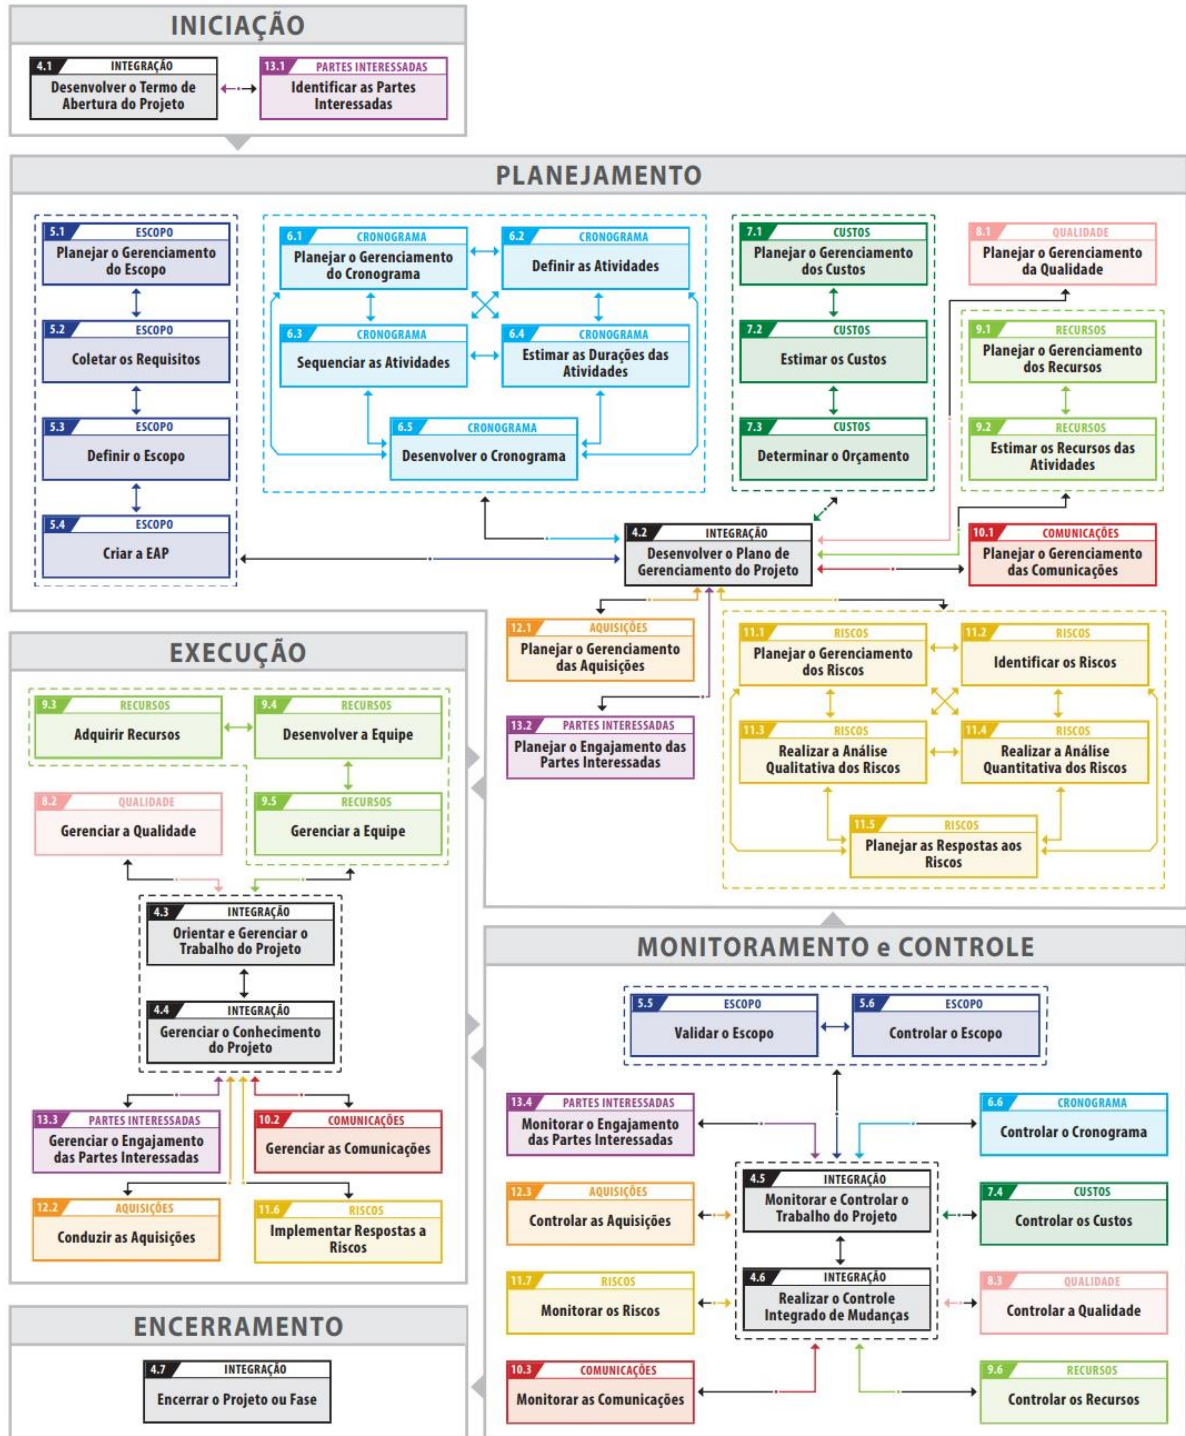 INICIAÇÃO
4.1 INTEGRAÇÃO
Desenvolver o Termo de
Abertura do Projeto
13.1 PARTES INTERESSADAS
Identificar as Partes
Interessadas
PLANEJAMENTO
5.1 ESCOPO
Planejar o Gerenciamento
do Escopo
5.2 ESCOPO
Coletar os Requisitos
5.3 ESCOPO
Definir o Escopo
5.4 ESCOPO
Criar a EAP
6.1 CRONOGRAMA
Planejar o Gerenciamento
do Cronograma
6.2 CRONOGRAMA
Definir as Atividades
6.3 CRONOGRAMA
Sequenciar as Atividades
6.4 CRONOGRAMA
Estimar as Durações das
Atividades
6.5 CRONOGRAMA
Desenvolver o Cronograma
7.1 CUSTOS
Planejar o Gerenciamento
dos Custos
7.2 CUSTOS
Estimar os Custos
7.3 CUSTOS
Determinar o Orçamento
8.1 QUALIDADE
Planejar o Gerenciamento
da Qualidade
9.1 RECURSOS
Planejar o Gerenciamento
dos Recursos
9.2 RECURSOS
Estimar os Recursos das
Atividades
4.2 INTEGRAÇÃO
Desenvolver o Plano de
Gerenciamento do Projeto
10.1 COMUNICAÇÕES
Planejar o Gerenciamento
das Comunicações
12.1 AQUISIÇÕES
Planejar o Gerenciamento
das Aquisições
13.2 PARTES INTERESSADAS
Planejar o Engajamento das
Partes Interessadas
11.1 RISCOS
Planejar o Gerenciamento
dos Riscos
11.2 RISCOS
Identificar os Riscos
11.3 RISCOS
Realizar a Análise
Qualitativa dos Riscos
11.4 RISCOS
Realizar a Análise
Quantitativa dos Riscos
11.5 RISCOS
Planejar as Respostas aos
Riscos
EXECUÇÃO
9.3 RECURSOS
Adquirir Recursos
9.4 RECURSOS
Desenvolver a Equipe
8.2 QUALIDADE
Gerenciar a Qualidade
9.5 RECURSOS
Gerenciar a Equipe
4.3 INTEGRAÇÃO
Orientar e Gerenciar o
Trabalho do Projeto
4.4 INTEGRAÇÃO
Gerenciar o Conhecimento
do Projeto
13.3 PARTES INTERESSADAS
Gerenciar o Engajamento
das Partes Interessadas
10.2 COMUNICAÇÕES
Gerenciar as Comunicações
12.2 AQUISIÇÕES
Conduzir as Aquisições
11.6 RISCOS
Implementar Respostas a
Riscos
MONITORAMENTO e CONTROLE
5.5 ESCOPO
Validar o Escopo
5.6 ESCOPO
Controlar o Escopo
13.4 PARTES INTERESSADAS
Monitorar o Engajamento
das Partes Interessadas
6.6 CRONOGRAMA
Controlar o Cronograma
4.5 INTEGRAÇÃO
Monitorar e Controlar o
Trabalho do Projeto
12.3 AQUISIÇÕES
Controlar as Aquisições
7.4 CUSTOS
Controlar os Custos
4.6 INTEGRAÇÃO
Realizar o Controle
Integrado de Mudanças
11.7 RISCOS
Monitorar os Riscos
8.3 QUALIDADE
Controlar a Qualidade
10.3 COMUNICAÇÕES
Monitorar as Comunicações
9.6 RECURSOS
Controlar os Recursos
ENCERRAMENTO
4.7 INTEGRAÇÃO
Encerrar o Projeto ou Fase